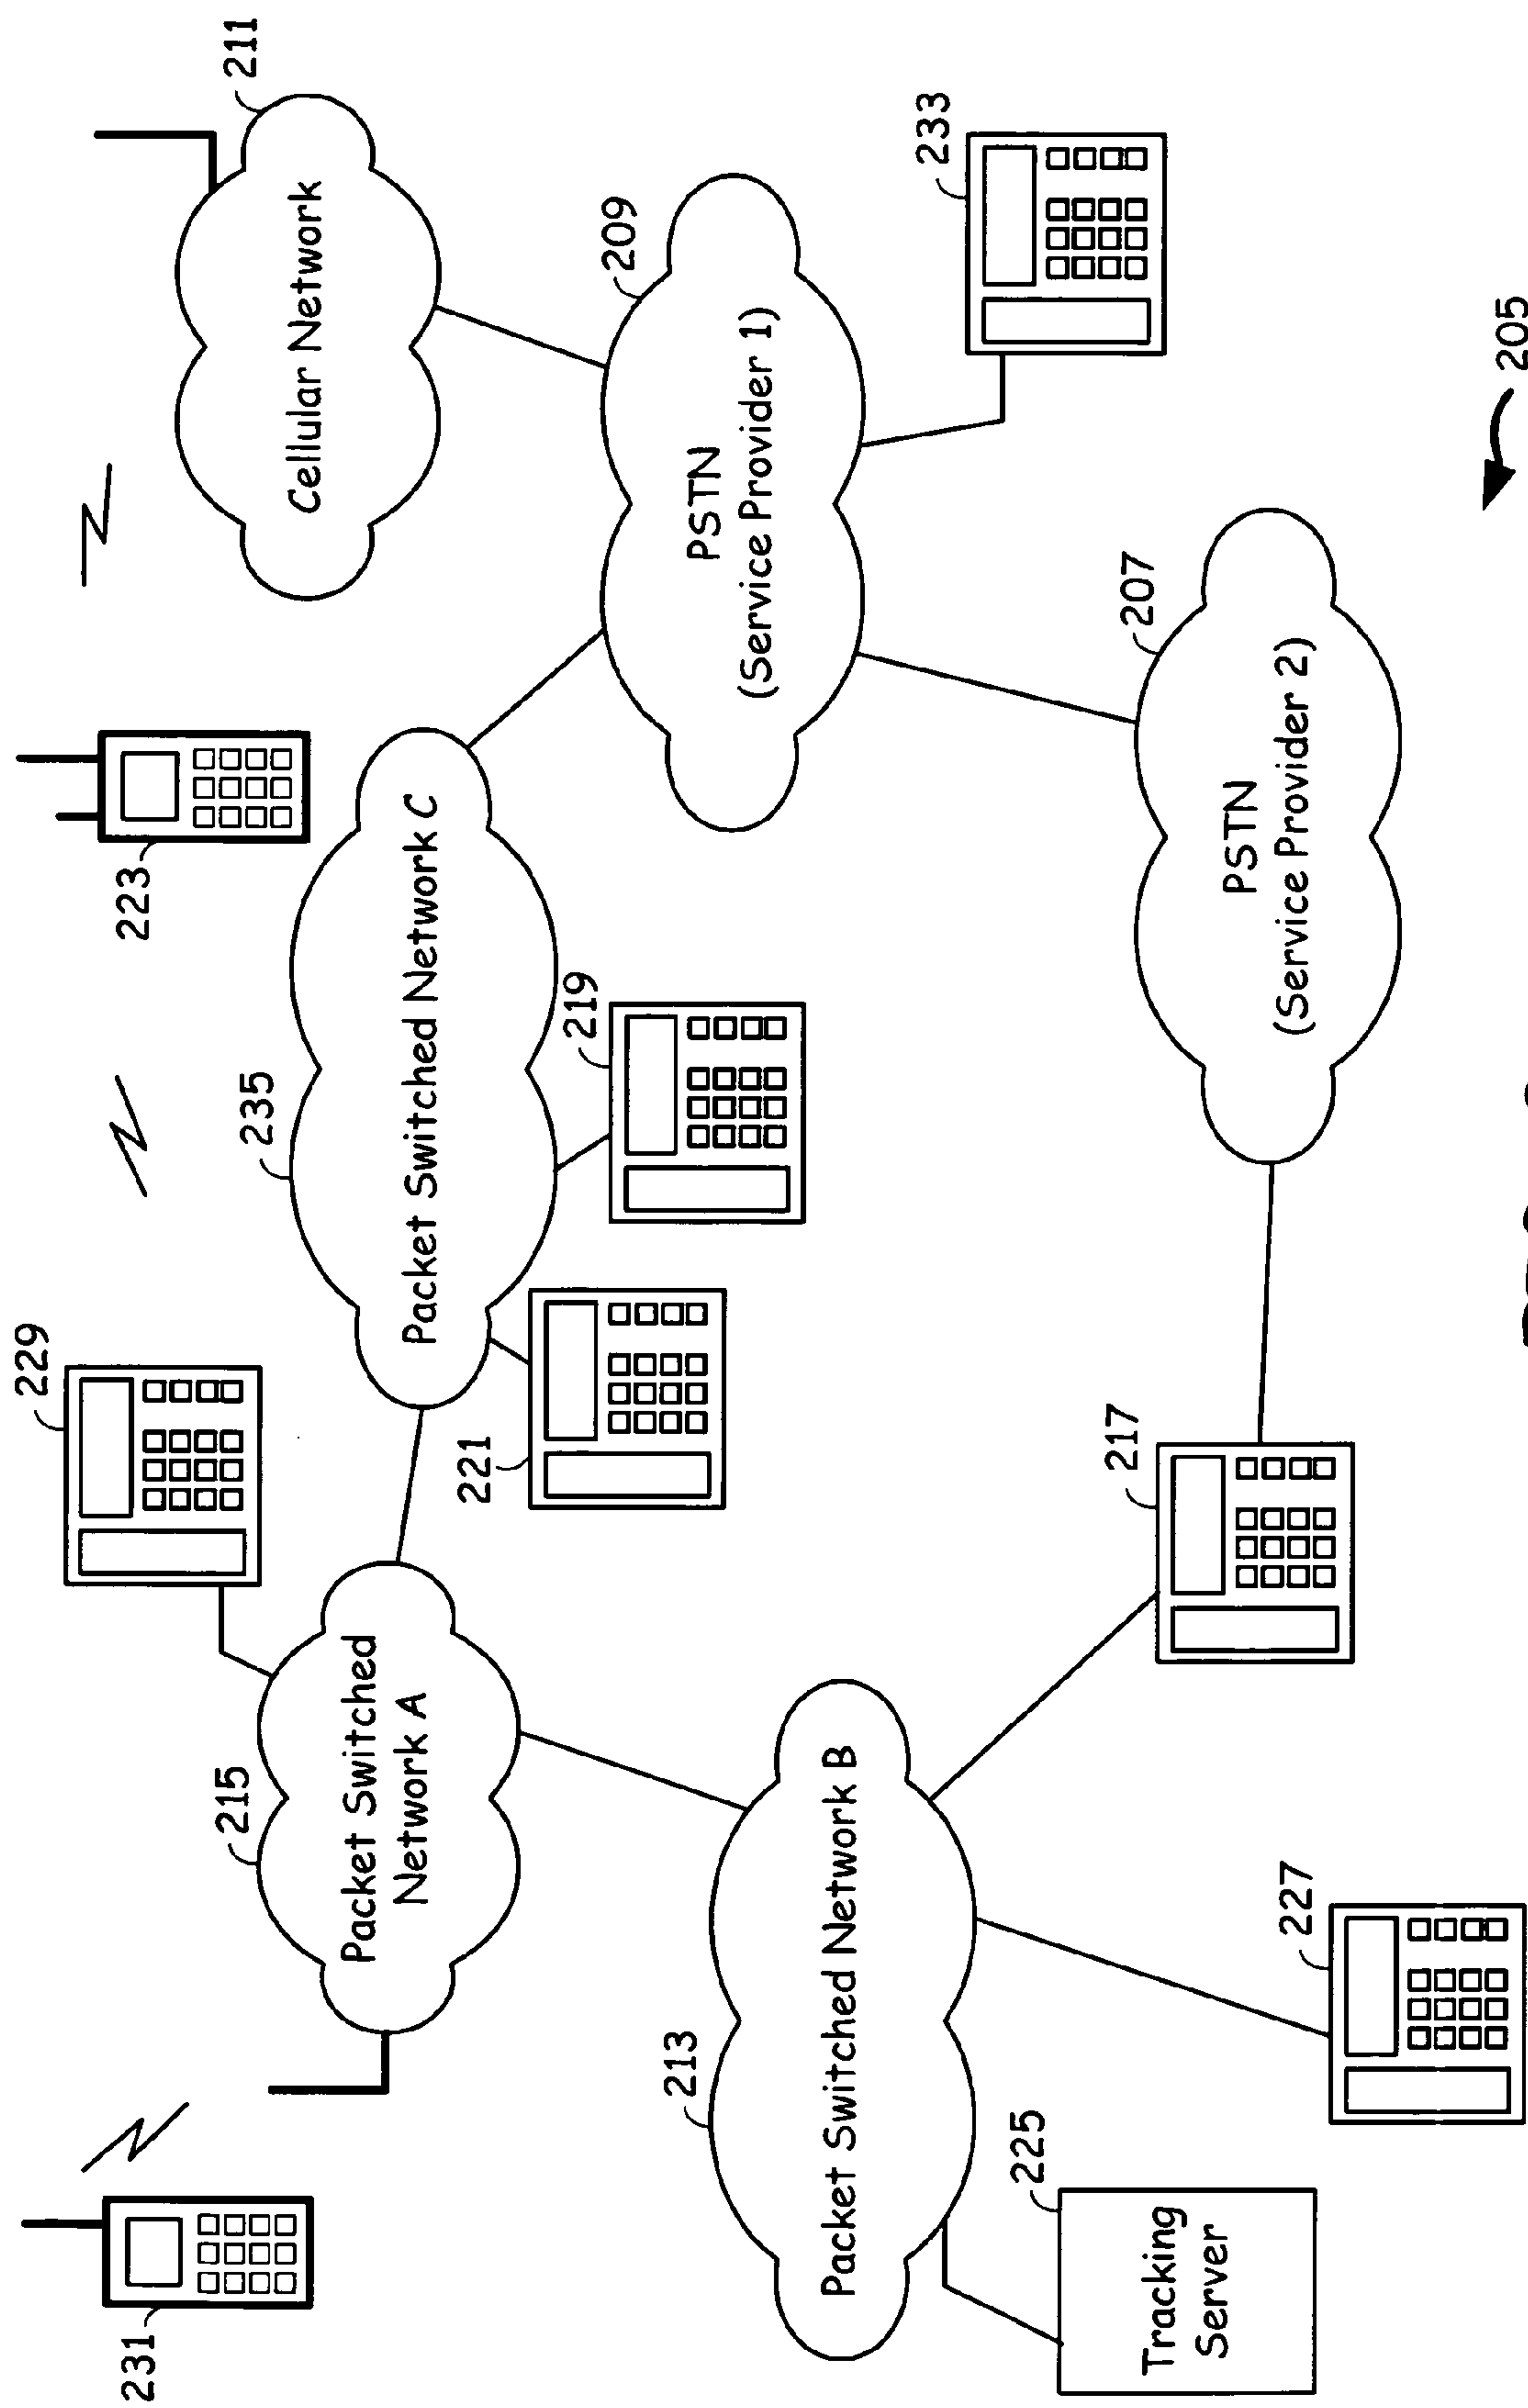 229
231
223
215
211
235
Cellular Network
Packet Switched
Network A
Packet Switched Network C
221
219
209
213
PSTN
(Service Provider 1)
Packet Switched Network B
233
225
217
207
Tracking
Server
PSTN
(Service Provider 2)
227
205